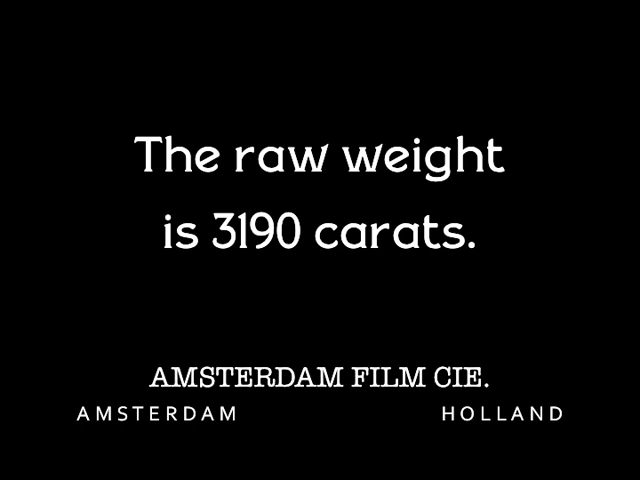 The raw weight
is 3190 carats.
AMSTERDAM FILM CIE.
AMSTERDAM HOLLAND